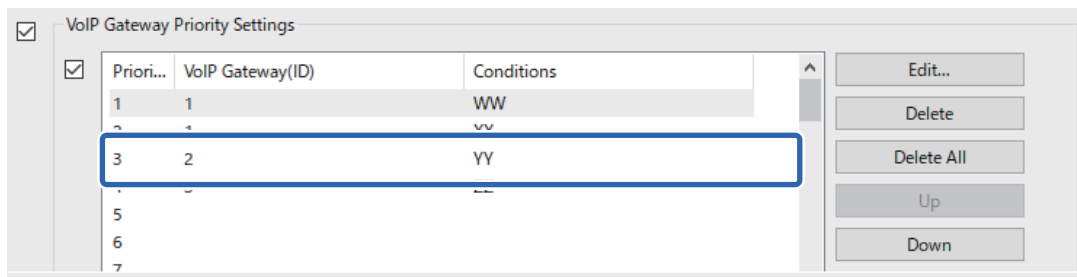 VoIP Gateway Priority Settings
Priori... VoIP Gateway(ID) Conditions
1 1 WW
3 2 YY
5
6
7
Edit...
Delete
Delete All
Up
Down